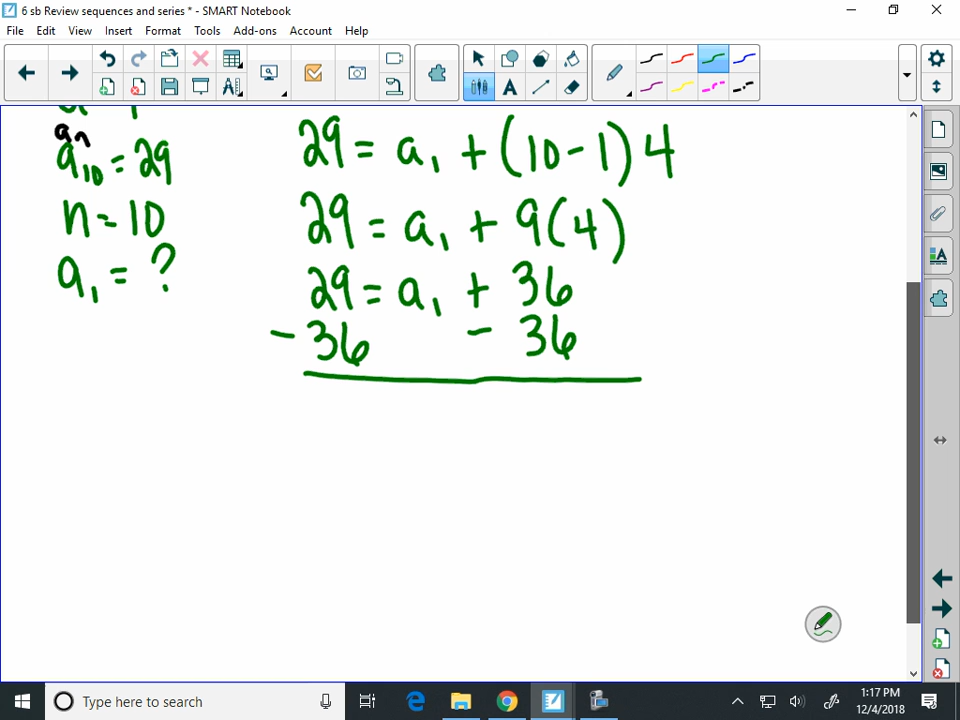 6 sb Review sequences and series * - SMART Notebook
File Edit View Insert Format Tools Add-ons Account Help
an
a10 = 29
n = 10
a1 = ?
29 = a1 + (10 - 1) 4
29 = a1 + 9(4)
29 = a1 + 36
- 36 - 36
Type here to search
1:17 PM
12/4/2018